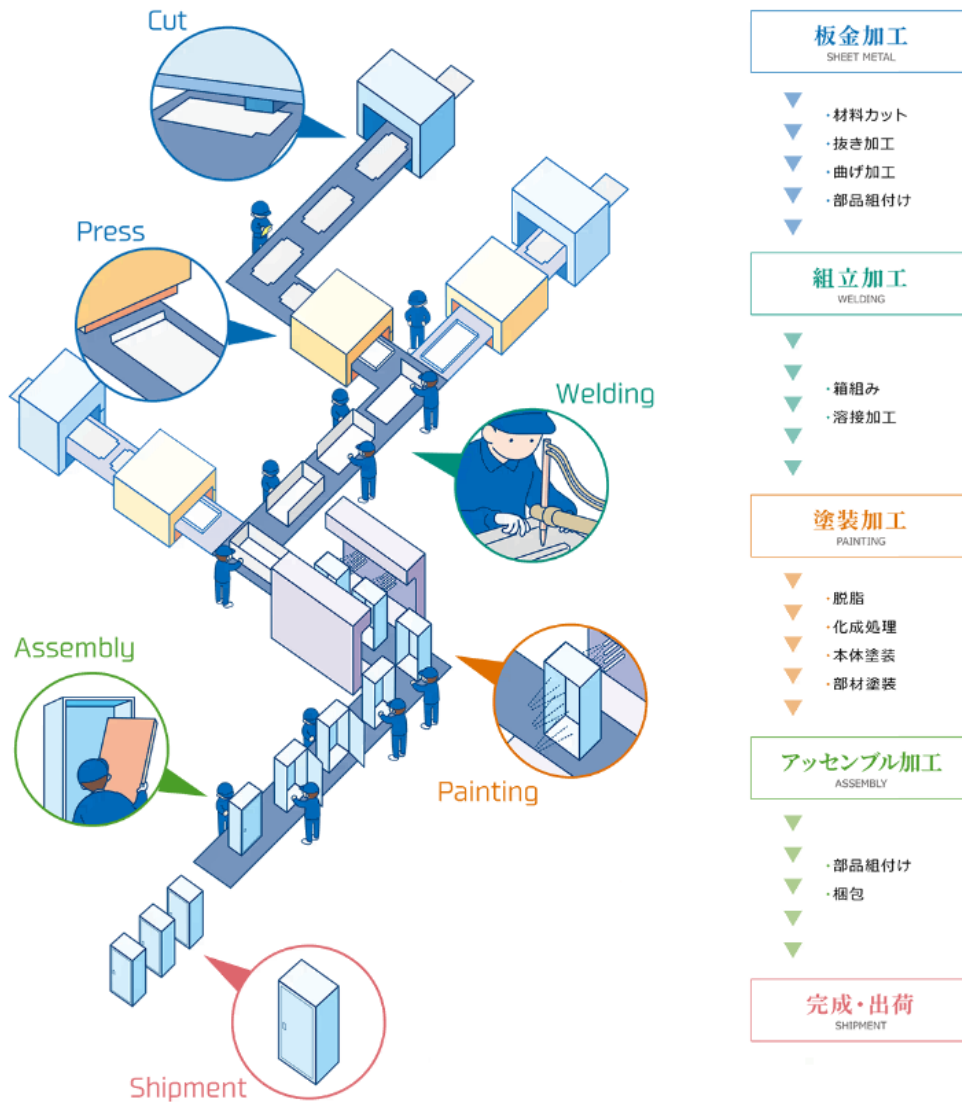 Cut
Press
Welding
Assembly
Painting
Shipment
板金加工
SHEET METAL
・材料カット
・抜き加工
・曲げ加工
・部品組付け
組立加工
WELDING
・箱組み
・溶接加工
塗装加工
PAINTING
・脱脂
・化成処理
・本体塗装
・部材塗装
アッセンブル加工
ASSEMBLY
・部品組付け
・梱包
完成・出荷
SHIPMENT